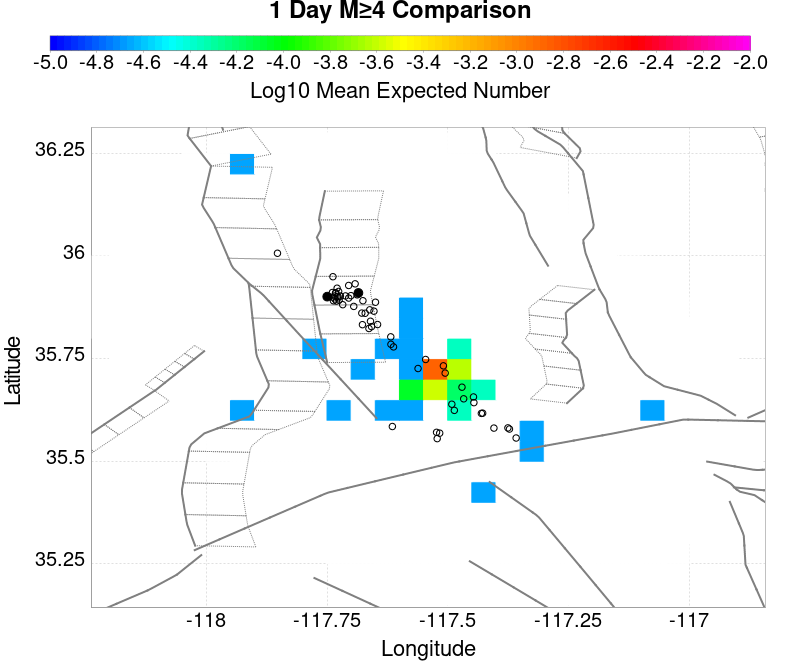 1 Day M≥4 Comparison
-5.0 -4.8 -4.6 -4.4 -4.2 -4.0 -3.8 -3.6 -3.4 -3.2 -3.0 -2.8 -2.6 -2.4 -2.2 -2.0
Log10 Mean Expected Number
36.25
36
35.75
Latitude
35.5
35.25
-118 -117.75 -117.5 -117.25 -117
Longitude